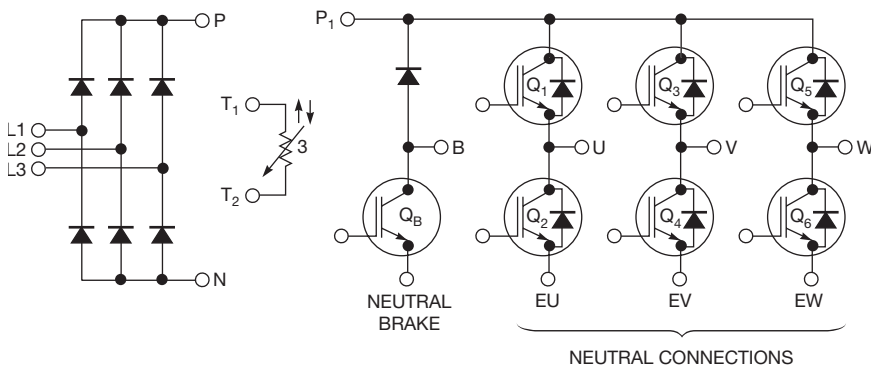 P
P₁
L1
L2
L3
N
T₁
T₂
3
B
Q_B
NEUTRAL
BRAKE
Q₁
Q₂
U
EU
Q₃
Q₄
V
EV
Q₅
Q₆
W
EW
NEUTRAL CONNECTIONS